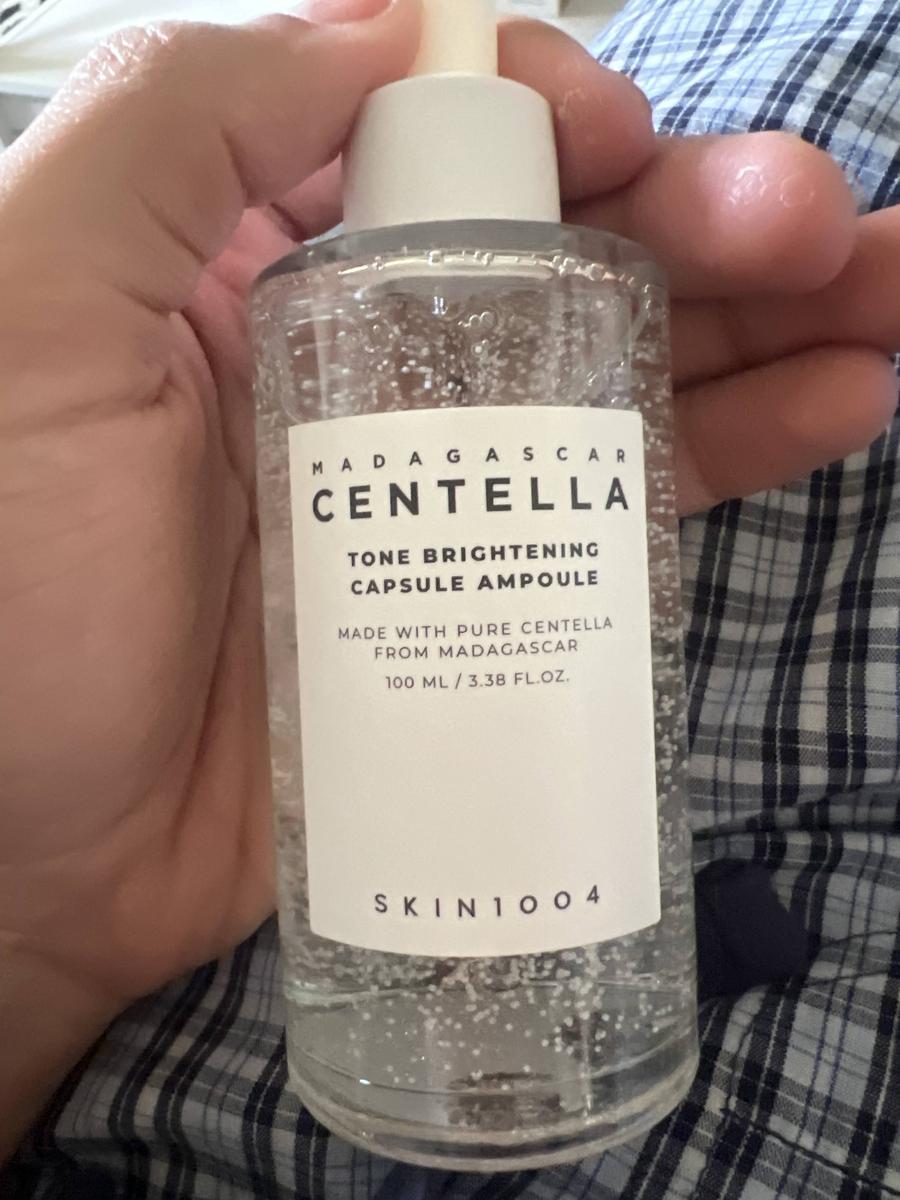 MADAGASCAR
CENTELLA
TONE BRIGHTENING
CAPSULE AMPOULE
MADE WITH PURE CENTELLA
FROM MADAGASCAR
100 ML / 3.38 FL.OZ.
SKIN1004